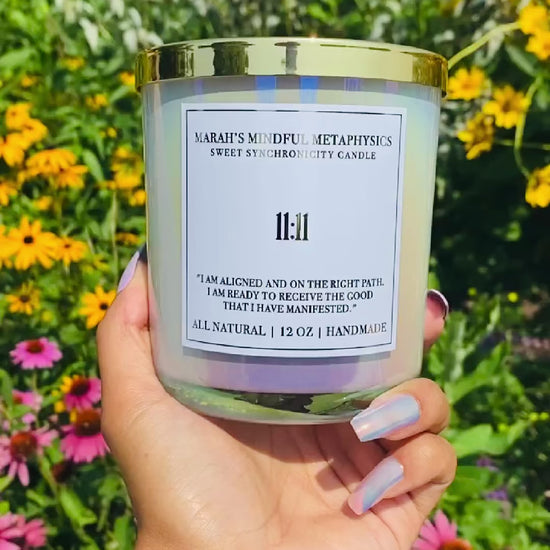 MARAH'S MINDFUL METAPHYSICS
SWEET SYNCHRONICITY CANDLE
11:11
"I AM ALIGNED AND ON THE RIGHT PATH.
I AM READY TO RECEIVE THE GOOD
THAT I HAVE MANIFESTED."
ALL NATURAL | 12 OZ | HANDMADE